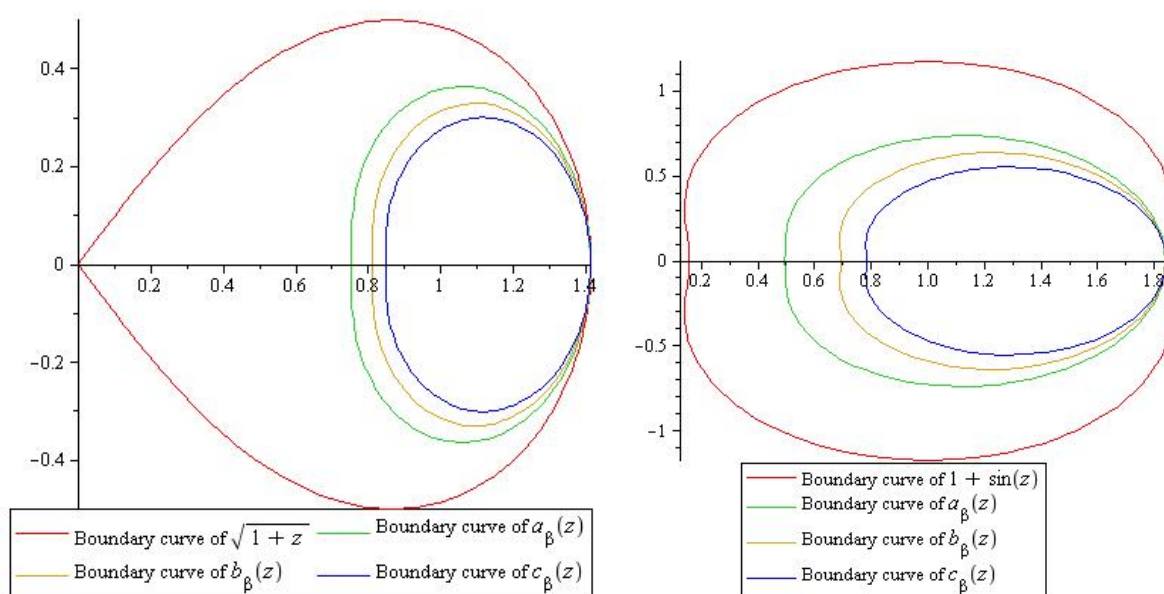 0.4
0.2
0
0.2 0.4 0.6 0.8 1 1.2 1.4
−0.2
−0.4
Boundary curve of √1 + z
Boundary curve of aβ(z)
Boundary curve of bβ(z)
Boundary curve of cβ(z)
1
0.5
0
0.2 0.4 0.6 0.8 1.0 1.2 1.4 1.6 1.8
−0.5
−1
Boundary curve of 1 + sin(z)
Boundary curve of aβ(z)
Boundary curve of bβ(z)
Boundary curve of cβ(z)